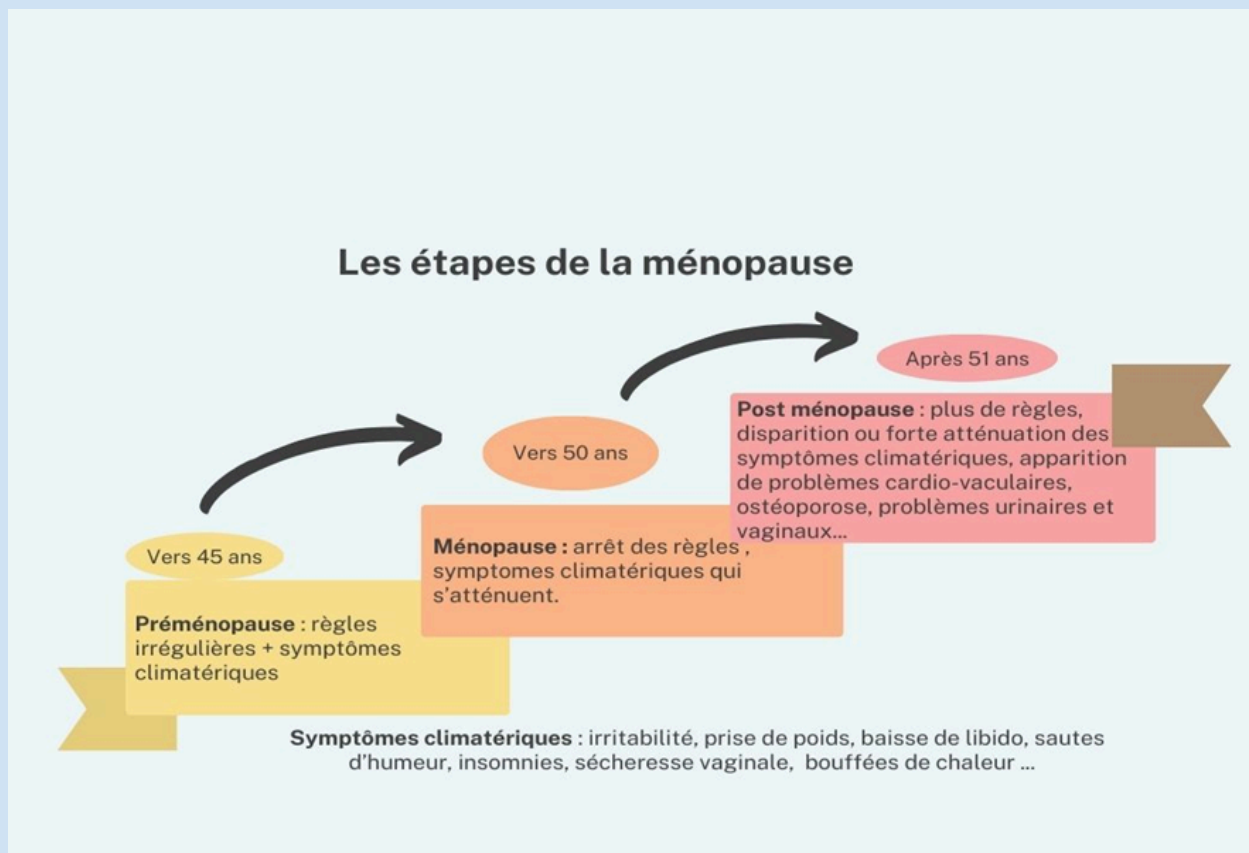 Les étapes de la ménopause
Après 51 ans
Post ménopause : plus de règles,
disparition ou forte atténuation des
symptômes climatériques, apparition
de problèmes cardio-vaculaires,
ostéoporose, problèmes urinaires et
vaginaux...
Vers 50 ans
Ménopause : arrêt des règles ,
symptomes climatériques qui
s'atténuent.
Vers 45 ans
Préménopause : règles
irrégulières + symptômes
climatériques
Symptômes climatériques : irritabilité, prise de poids, baisse de libido, sautes
d'humeur, insomnies, sécheresse vaginale, bouffées de chaleur ...